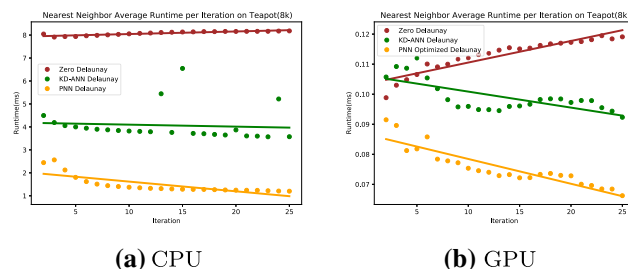 Nearest Neighbor Average Runtime per Iteration on Teapot(8k)
8
7
6
5
4
3
2
1
Runtime(ms)
Zero Delaunay
KD-ANN Delaunay
PNN Delaunay
5
10
15
20
25
Iteration
(a) CPU
Nearest Neighbor Average Runtime per Iteration on Teapot(8k)
0.12
0.11
0.10
0.09
0.08
0.07
Runtime(ms)
Zero Delaunay
KD-ANN Delaunay
PNN Optimized Delaunay
5
10
15
20
25
Iteration
(b) GPU